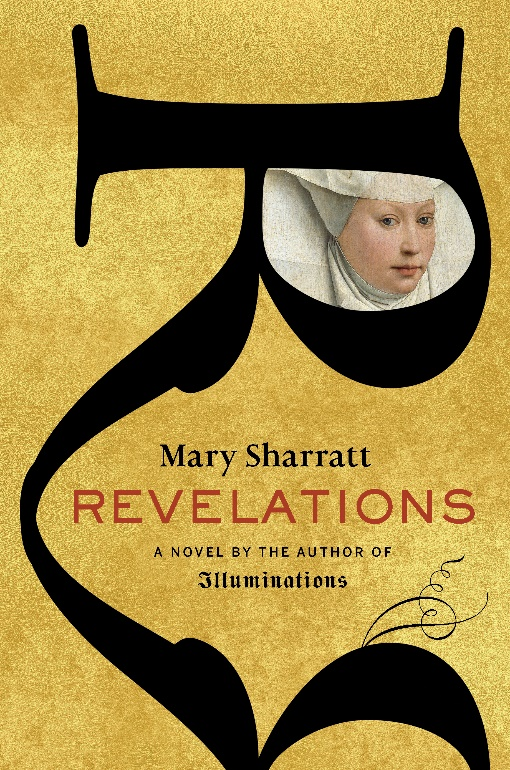 Mary Sharratt
REVELATIONS
A NOVEL BY THE AUTHOR OF
Illuminations